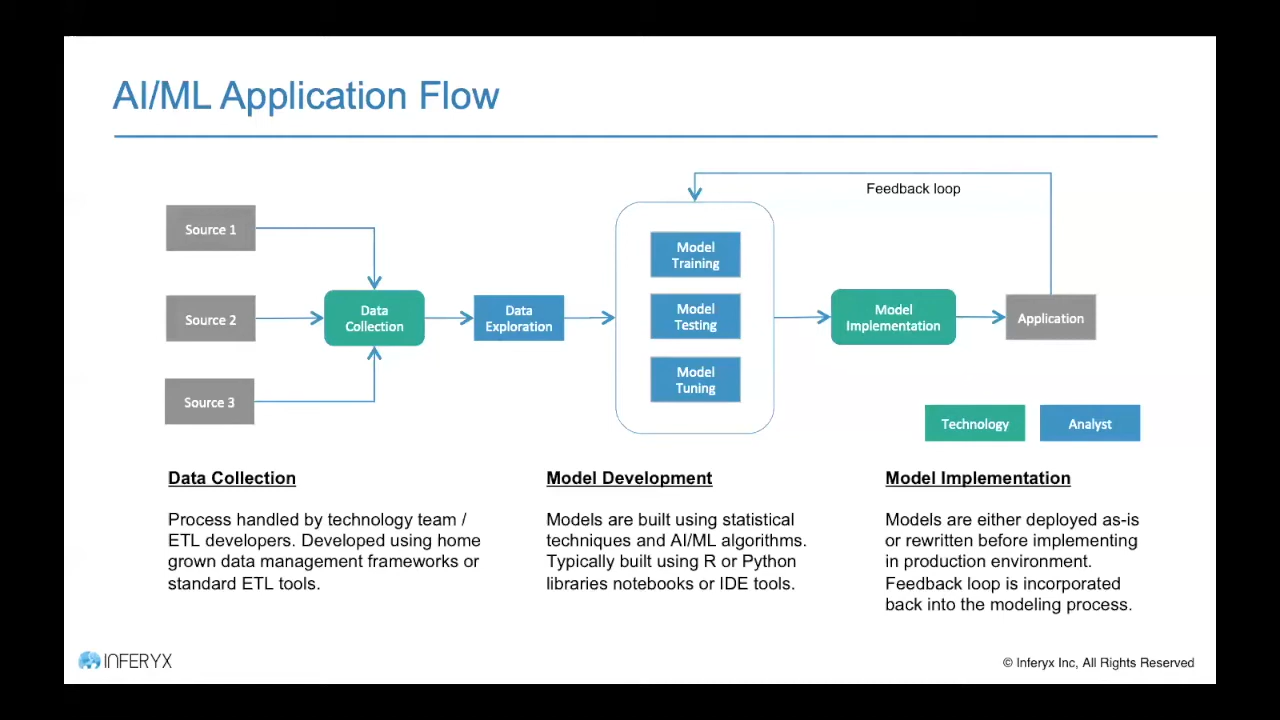 AI/ML Application Flow
Feedback loop
Source 1
Source 2
Source 3
Data
Collection
Data
Exploration
Model
Training
Model
Testing
Model
Tuning
Model
Implementation
Application
Technology
Analyst
Data Collection
Process handled by technology team /
ETL developers. Developed using home
grown data management frameworks or
standard ETL tools.
Model Development
Models are built using statistical
techniques and AI/ML algorithms.
Typically built using R or Python
libraries notebooks or IDE tools.
Model Implementation
Models are either deployed as-is
or rewritten before implementing
in production environment.
Feedback loop is incorporated
back into the modeling process.
INFERYX
© Inferyx Inc, All Rights Reserved